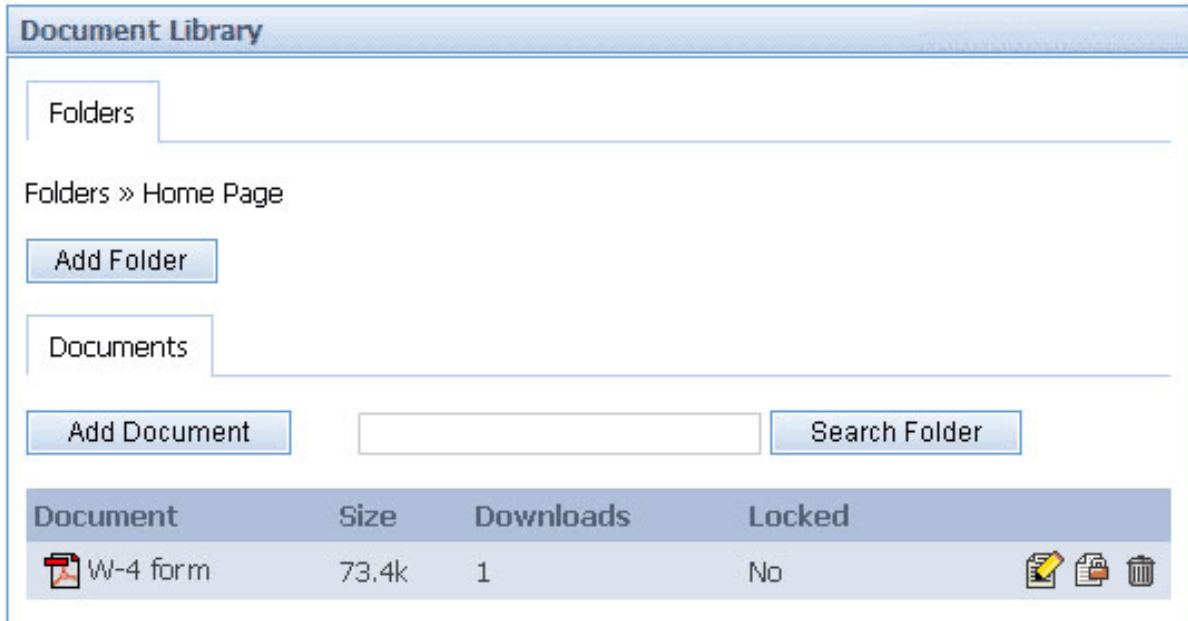 Document Library
Folders
Folders » Home Page
Add Folder
Documents
Add Document Search Folder
Document Size Downloads Locked
W-4 form 73.4k 1 No